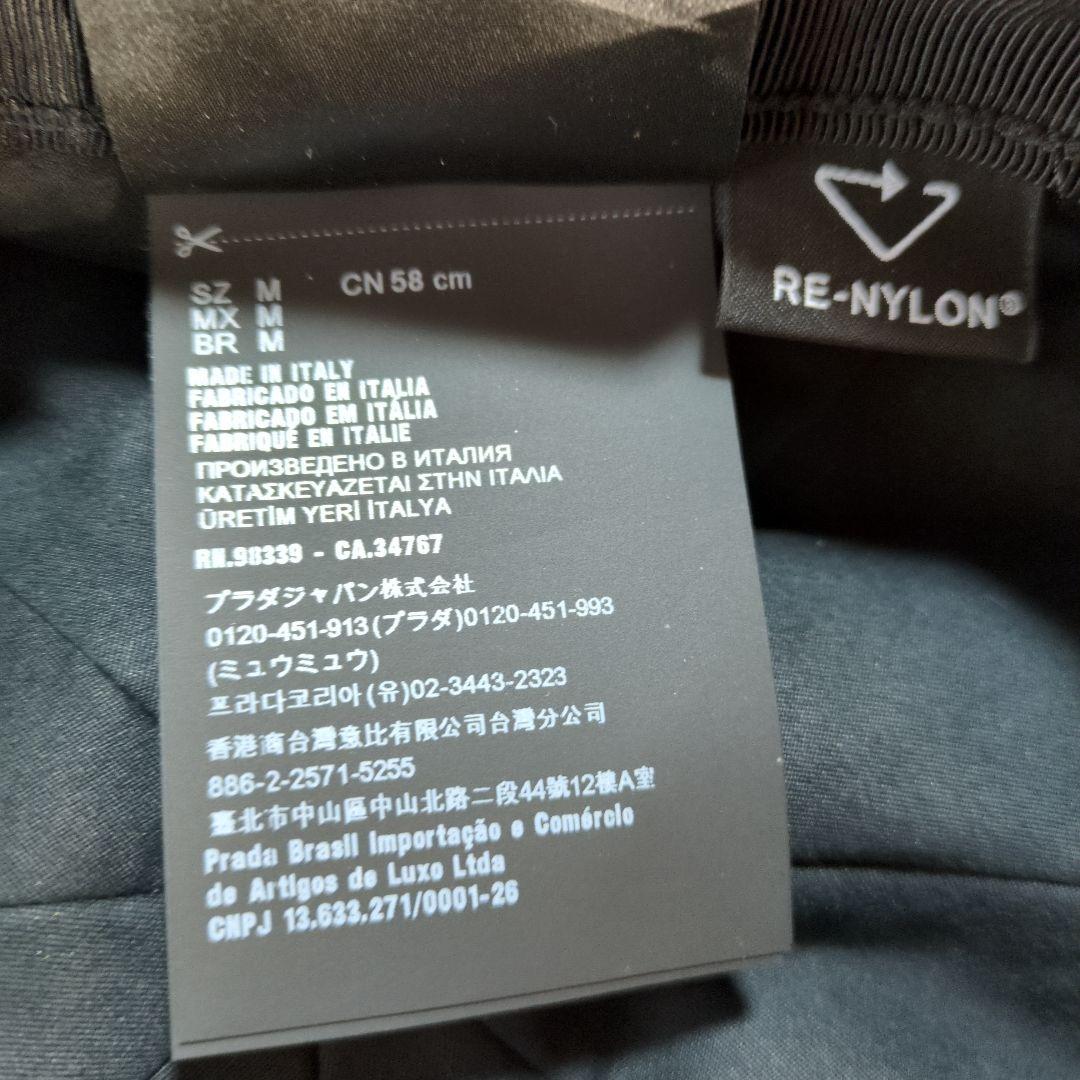 SZ M CN 58 cm
MX M
BR M
MADE IN ITALY
FABRICADO EN ITALIA
FABRICADO EM ITÁLIA
FABRIQUÉ EN ITALIE
ПРОИЗВЕДЕНО В ИТАЛИЯ
ΚΑΤΑΣΚΕΥΑΖΕΤΑΙ ΣΤΗΝ ΙΤΑΛΙΑ
ÜRETİM YERİ İTALYA
RN.98339 - CA.34767
プラダジャパン株式会社
0120-451-913(プラダ)0120-451-993
(ミュウミュウ)
프라다코리아(유)02-3443-2323
香港商台灣意比有限公司台灣分公司
886-2-2571-5255
臺北市中山區中山北路二段44號12樓A室
Prada Brasil Importação e Comércio
de Artigos de Luxo Ltda
CNPJ 13.633.271/0001-26
RE-NYLON®